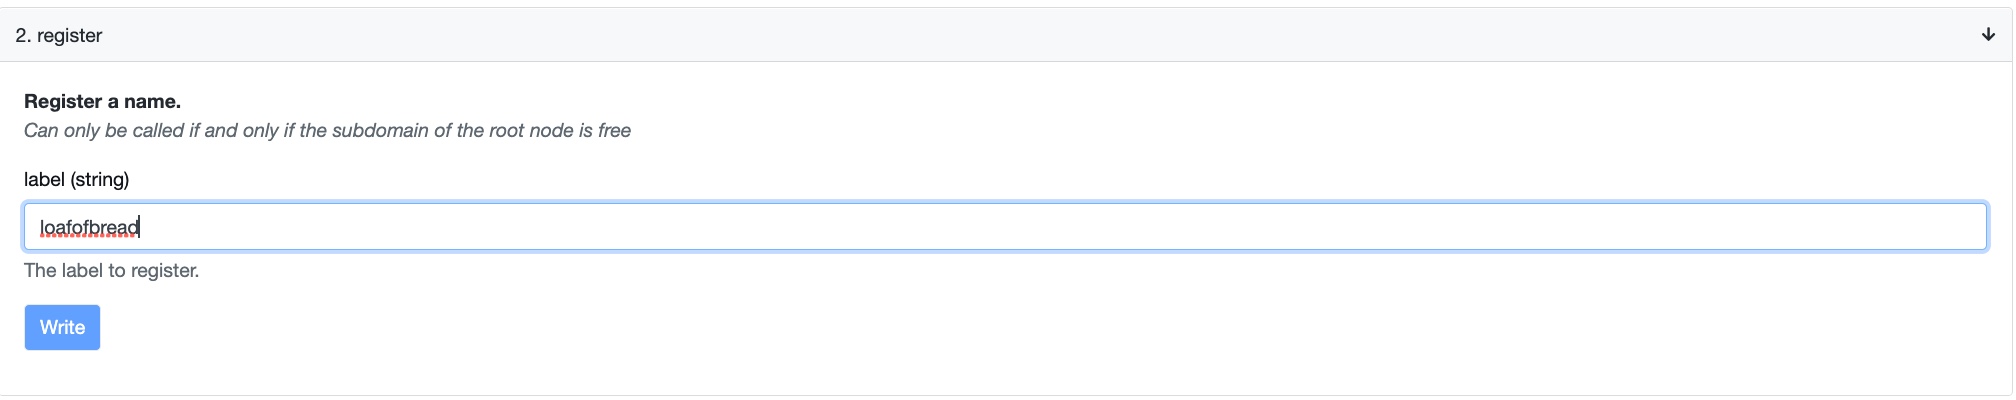 2. register
Register a name.
Can only be called if and only if the subdomain of the root node is free
label (string)
loafofbread
The label to register.
Write